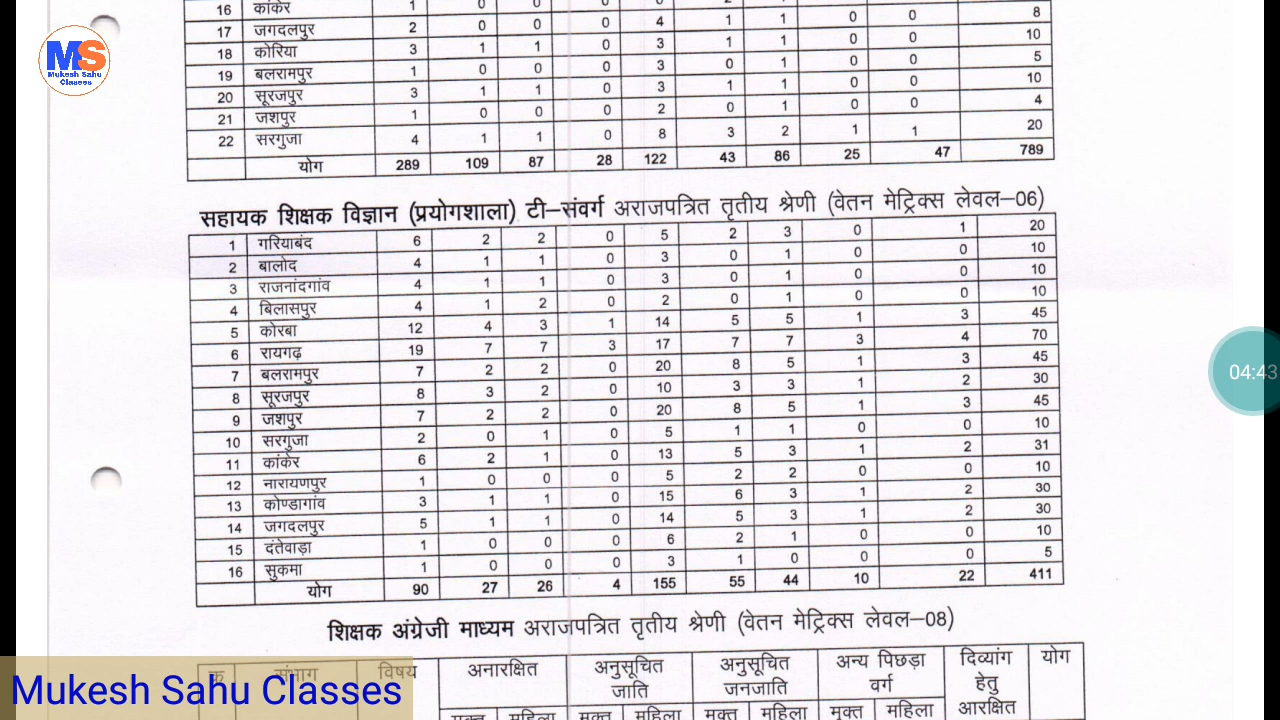 16 कांकेर 1 0 0 0
17 जगदलपुर 2 0 0 0 4 1 1 0 0 8
18 कोरिया 3 1 1 0 3 1 1 0 0 10
19 बलरामपुर 1 0 0 0 3 0 1 0 0 5
20 सूरजपुर 3 1 1 0 3 1 1 0 0 10
21 जशपुर 1 0 0 0 2 0 1 0 0 4
22 सरगुजा 4 1 1 0 8 3 2 1 1 20
योग 289 109 87 28 122 43 86 25 47 789
सहायक शिक्षक विज्ञान (प्रयोगशाला) टी–संवर्ग अराजपत्रित तृतीय श्रेणी (वेतन मेट्रिक्स लेवल–06)
1 गरियाबंद 6 2 2 0 5 2 3 0 1 20
2 बालोद 4 1 1 0 3 0 1 0 0 10
3 राजनांदगांव 4 1 1 0 3 0 1 0 0 10
4 बिलासपुर 4 1 2 0 2 0 1 0 0 10
5 कोरबा 12 4 3 1 14 5 5 1 3 45
6 रायगढ़ 19 7 7 3 17 7 7 3 4 70
7 बलरामपुर 7 2 2 0 20 8 5 1 3 45
8 सूरजपुर 8 3 2 0 10 3 3 1 2 30
9 जशपुर 7 2 2 0 20 8 5 1 3 45
10 सरगुजा 2 0 1 0 5 1 1 0 0 10
11 कांकेर 6 2 1 0 13 5 3 1 2 31
12 नारायणपुर 1 0 0 0 5 2 2 0 0 10
13 कोण्डागांव 3 1 1 0 15 6 3 1 2 30
14 जगदलपुर 5 1 1 0 14 5 3 1 2 30
15 दंतेवाड़ा 1 0 0 0 6 2 1 0 0 10
16 सुकमा 1 0 0 0 3 1 0 0 0 5
योग 90 27 26 4 155 55 44 10 22 411
शिक्षक अंग्रेजी माध्यम अराजपत्रित तृतीय श्रेणी (वेतन मेट्रिक्स लेवल–08)
संभाग विषय अनारक्षित अनुसूचित जाति अनुसूचित जनजाति अन्य पिछड़ा वर्ग दिव्यांग हेतु आरक्षित योग
मुक्त महिला मुक्त महिला मुक्त महिला मुक्त महिला
MS
Mukesh Sahu
Classes
04:43
Mukesh Sahu Classes